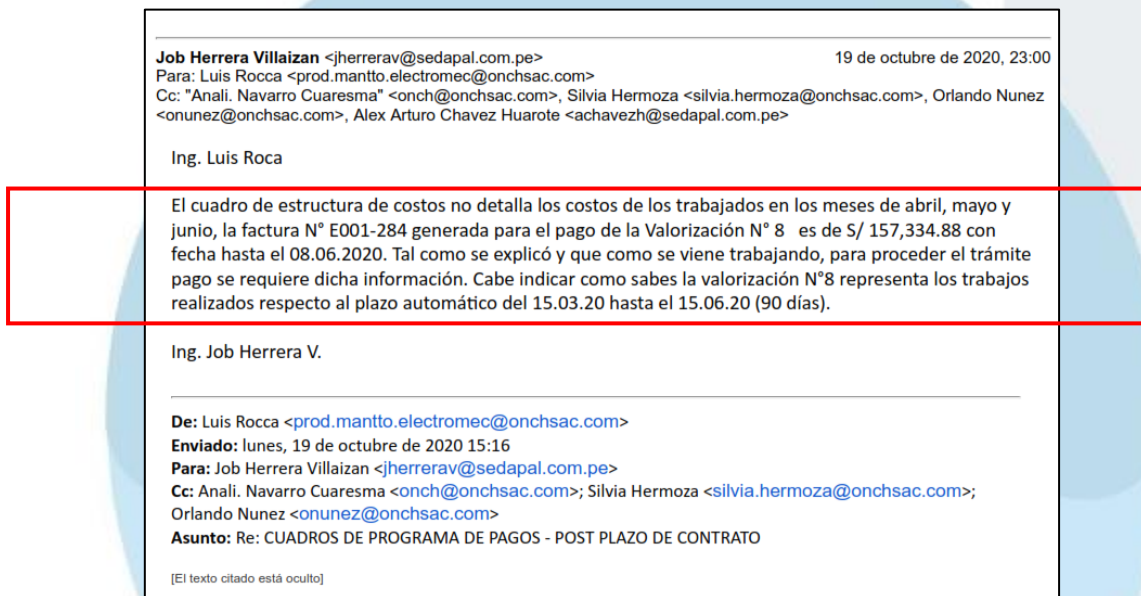 Job Herrera Villaizan <jherrerav@sedapal.com.pe> 19 de octubre de 2020, 23:00
Para: Luis Rocca <prod.mantto.electromec@onchsac.com>
Cc: "Anali. Navarro Cuaresma" <onch@onchsac.com>, Silvia Hermoza <silvia.hermoza@onchsac.com>, Orlando Nunez
<onunez@onchsac.com>, Alex Arturo Chavez Huarote <achavezh@sedapal.com.pe>
Ing. Luis Roca
El cuadro de estructura de costos no detalla los costos de los trabajados en los meses de abril, mayo y
junio, la factura N° E001-284 generada para el pago de la Valorización N° 8 es de S/ 157,334.88 con
fecha hasta el 08.06.2020. Tal como se explicó y que como se viene trabajando, para proceder el trámite
pago se requiere dicha información. Cabe indicar como sabes la valorización N°8 representa los trabajos
realizados respecto al plazo automático del 15.03.20 hasta el 15.06.20 (90 días).
Ing. Job Herrera V.
De: Luis Rocca <prod.mantto.electromec@onchsac.com>
Enviado: lunes, 19 de octubre de 2020 15:16
Para: Job Herrera Villaizan <jherrerav@sedapal.com.pe>
Cc: Anali. Navarro Cuaresma <onch@onchsac.com>; Silvia Hermoza <silvia.hermoza@onchsac.com>;
Orlando Nunez <onunez@onchsac.com>
Asunto: Re: CUADROS DE PROGRAMA DE PAGOS - POST PLAZO DE CONTRATO
[El texto citado está oculto]